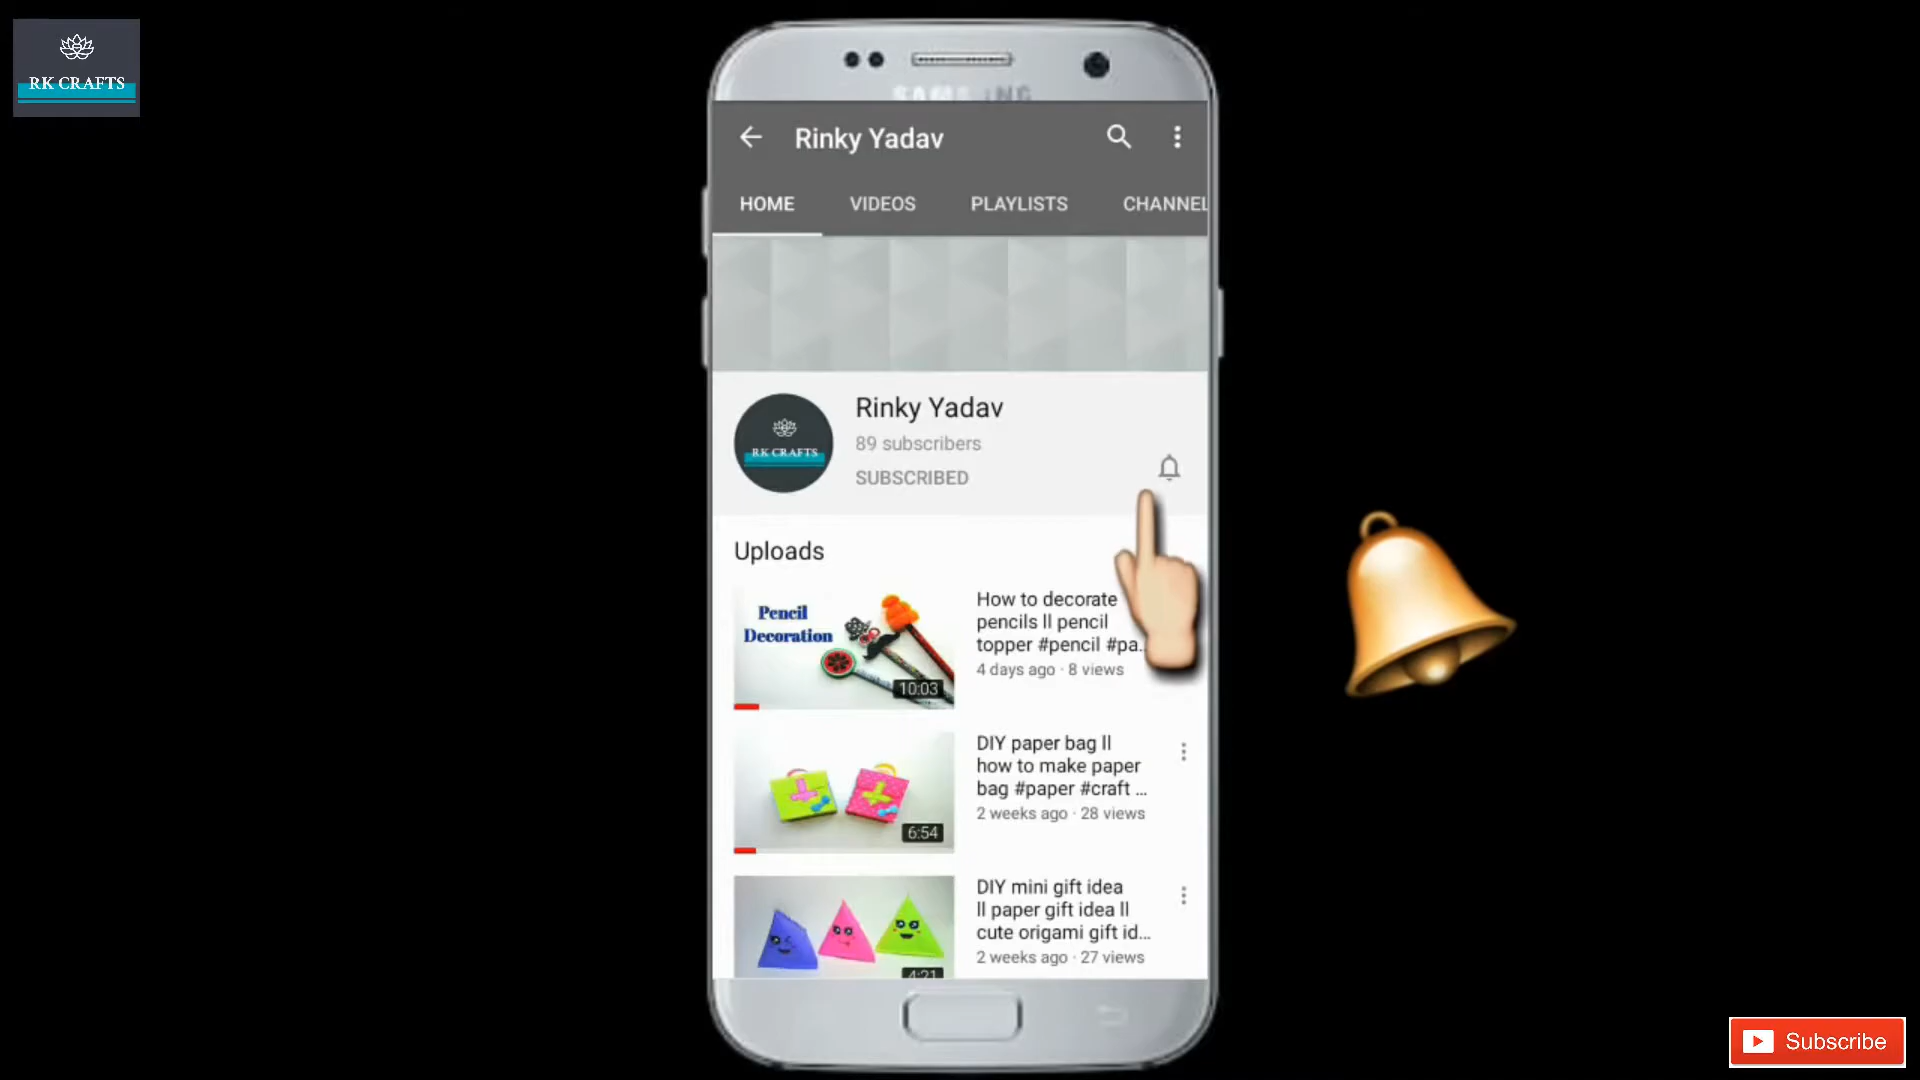 RK CRAFTS
SAMSUNG
Rinky Yadav
HOME VIDEOS PLAYLISTS CHANNEL
Rinky Yadav
89 subscribers
SUBSCRIBED
RK CRAFTS
Uploads
Pencil
Decoration
10:03
How to decorate
pencils ll pencil
topper #pencil #pa...
4 days ago · 8 views
6:54
DIY paper bag ll
how to make paper
bag #paper #craft ...
2 weeks ago · 28 views
4:21
DIY mini gift idea
ll paper gift idea ll
cute origami gift id...
2 weeks ago · 27 views
Subscribe